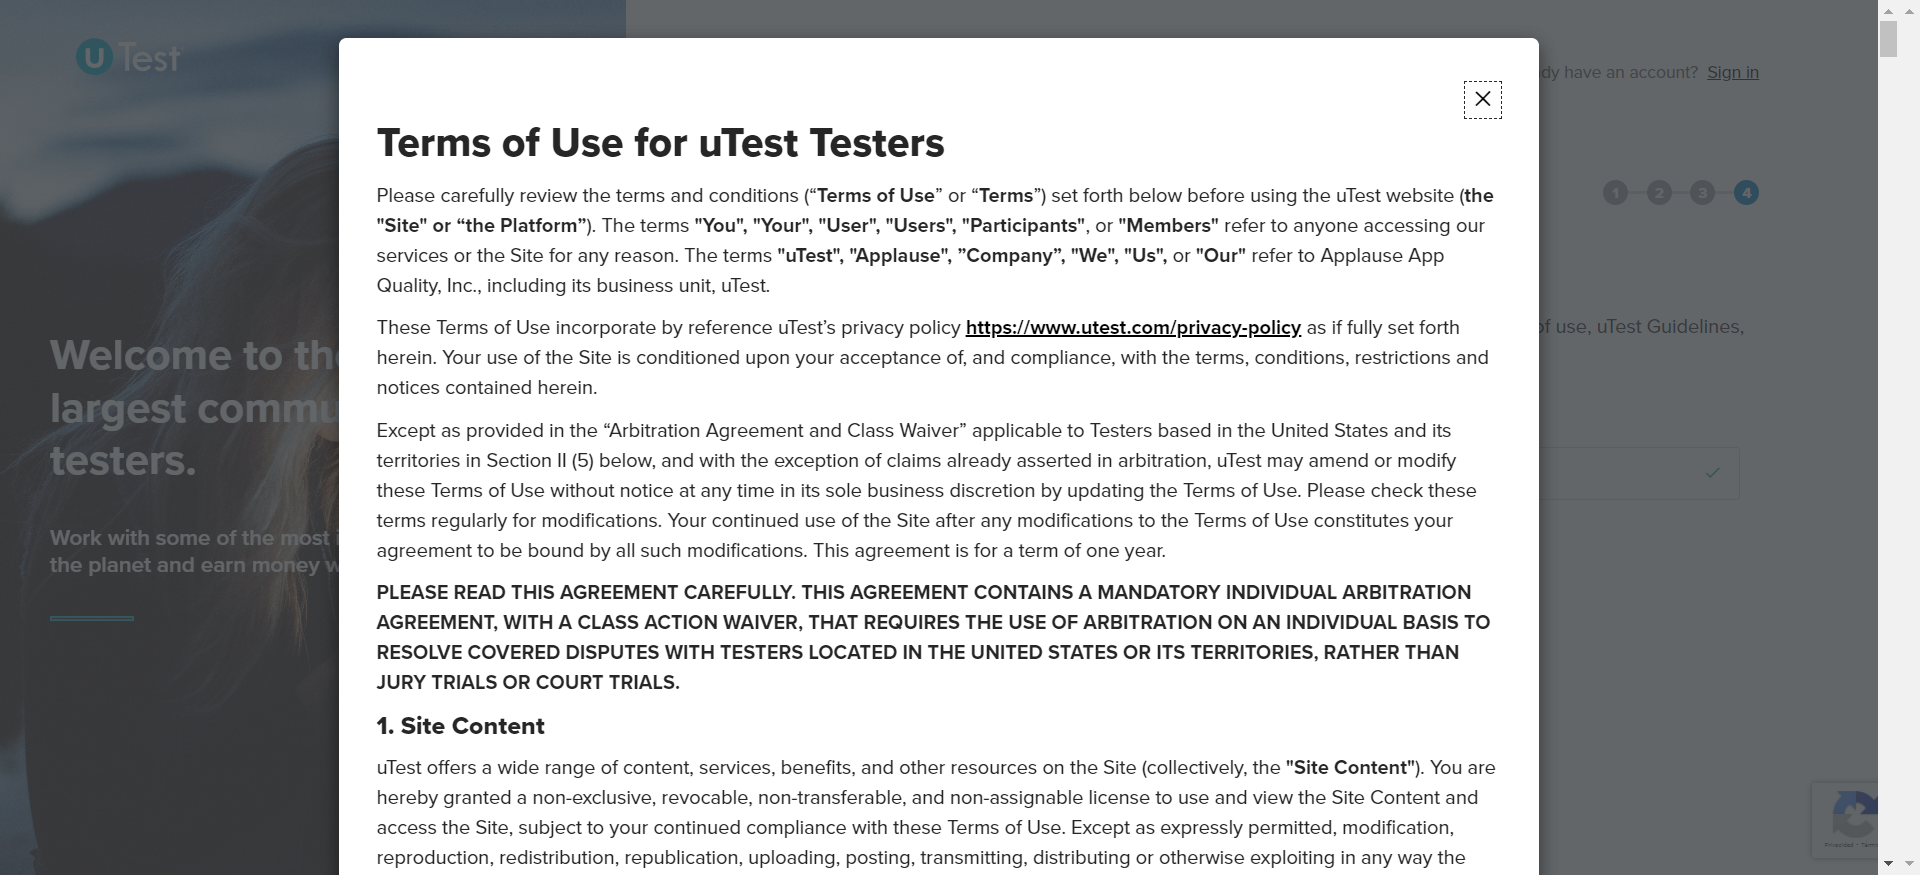 uTest
dy have an account? Sign in
1 2 3 4
Welcome to the
largest commu
testers.
Work with some of the most i
the planet and earn money w
of use, uTest Guidelines,
Terms of Use for uTest Testers
Please carefully review the terms and conditions (“Terms of Use” or “Terms”) set forth below before using the uTest website (the
"Site" or “the Platform”). The terms "You", "Your", "User", "Users", "Participants", or "Members" refer to anyone accessing our
services or the Site for any reason. The terms "uTest", "Applause", ”Company”, "We", "Us", or "Our" refer to Applause App
Quality, Inc., including its business unit, uTest.
These Terms of Use incorporate by reference uTest’s privacy policy https://www.utest.com/privacy-policy as if fully set forth
herein. Your use of the Site is conditioned upon your acceptance of, and compliance, with the terms, conditions, restrictions and
notices contained herein.
Except as provided in the “Arbitration Agreement and Class Waiver” applicable to Testers based in the United States and its
territories in Section II (5) below, and with the exception of claims already asserted in arbitration, uTest may amend or modify
these Terms of Use without notice at any time in its sole business discretion by updating the Terms of Use. Please check these
terms regularly for modifications. Your continued use of the Site after any modifications to the Terms of Use constitutes your
agreement to be bound by all such modifications. This agreement is for a term of one year.
PLEASE READ THIS AGREEMENT CAREFULLY. THIS AGREEMENT CONTAINS A MANDATORY INDIVIDUAL ARBITRATION
AGREEMENT, WITH A CLASS ACTION WAIVER, THAT REQUIRES THE USE OF ARBITRATION ON AN INDIVIDUAL BASIS TO
RESOLVE COVERED DISPUTES WITH TESTERS LOCATED IN THE UNITED STATES OR ITS TERRITORIES, RATHER THAN
JURY TRIALS OR COURT TRIALS.
1. Site Content
uTest offers a wide range of content, services, benefits, and other resources on the Site (collectively, the "Site Content"). You are
hereby granted a non-exclusive, revocable, non-transferable, and non-assignable license to use and view the Site Content and
access the Site, subject to your continued compliance with these Terms of Use. Except as expressly permitted, modification,
reproduction, redistribution, republication, uploading, posting, transmitting, distributing or otherwise exploiting in any way the